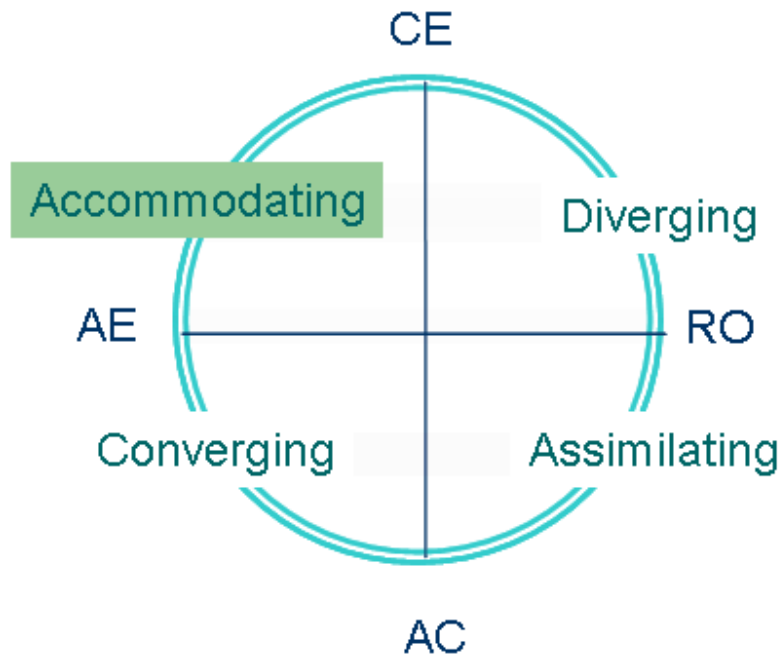 CE
Accommodating
Diverging
AE
RO
Converging
Assimilating
AC